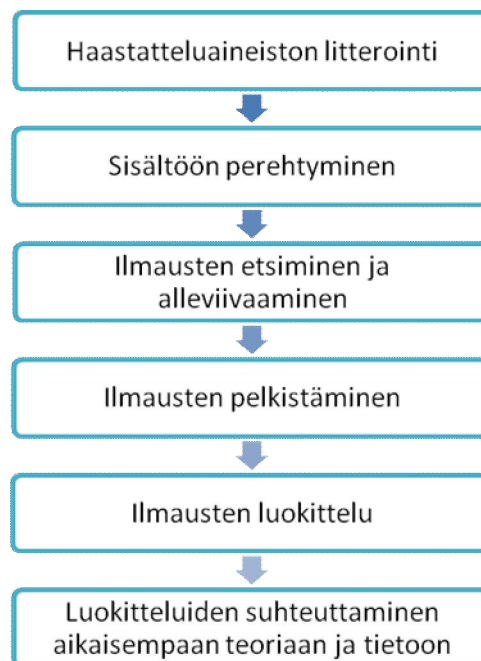 Haastatteluaineiston litterointi
Sisältöön perehtyminen
Ilmausten etsiminen ja
alleviivaaminen
Ilmausten pelkistäminen
Ilmausten luokittelu
Luokitteluiden suhteuttaminen
aikaisempaan teoriaan ja tietoon